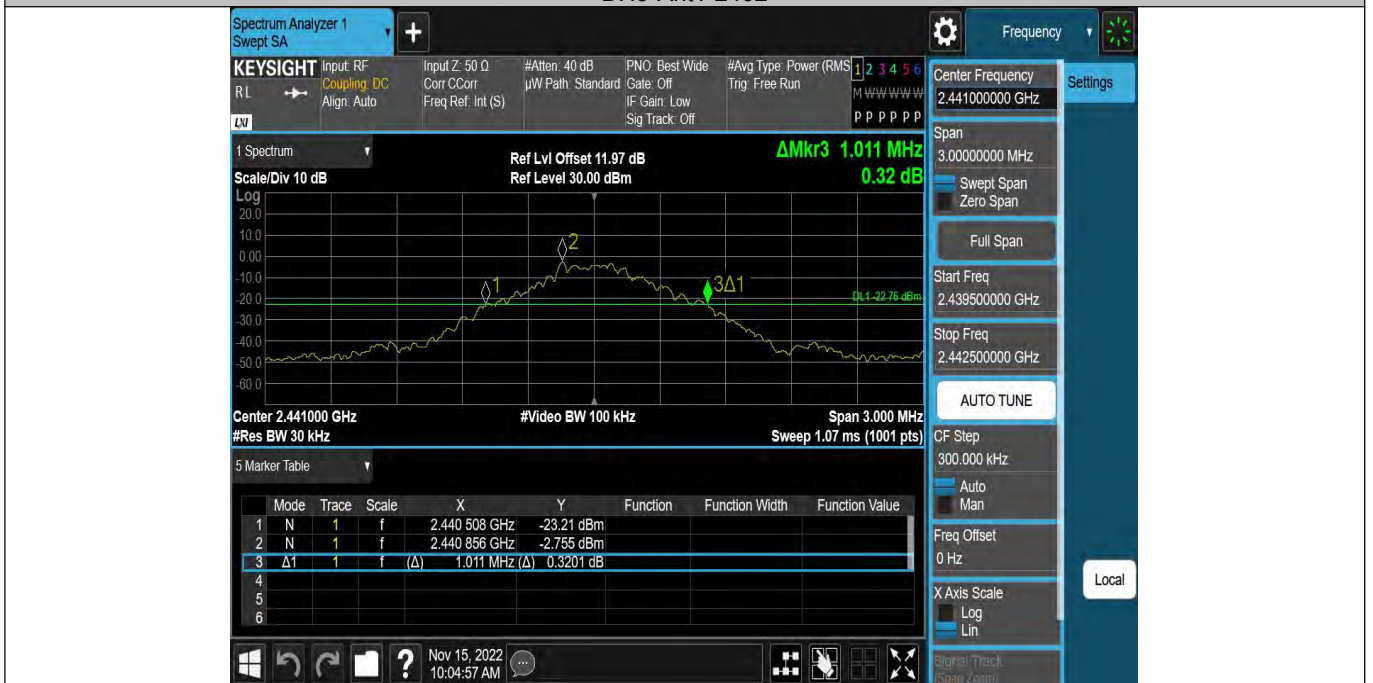 Spectrum Analyzer 1
Swept SA
+
Frequency
KEYSIGHT
RL
LXI
Input: RF
Coupling: DC
Align: Auto
Input Z: 50 Ω
Corr CCorr
Freq Ref: Int (S)
#Atten: 40 dB
µW Path: Standard
PNO: Best Wide
Gate: Off
IF Gain: Low
Sig Track: Off
#Avg Type: Power (RMS
Trig: Free Run
1 2 3 4 5 6
M W W W W W
P P P P P P
1 Spectrum
Scale/Div 10 dB
Ref Lvl Offset 11.97 dB
Ref Level 30.00 dBm
ΔMkr3 1.011 MHz
0.32 dB
Log
20.0
10.0
0.00
-10.0
-20.0
-30.0
-40.0
-50.0
-60.0
1
2
3Δ1
DL1 -22.76 dBm
Center 2.441000 GHz
#Video BW 100 kHz
Span 3.000 MHz
#Res BW 30 kHz
Sweep 1.07 ms (1001 pts)
5 Marker Table
Mode Trace Scale X Y Function Function Width Function Value
1 N 1 f 2.440 508 GHz -23.21 dBm
2 N 1 f 2.440 856 GHz -2.755 dBm
3 Δ1 1 f (Δ) 1.011 MHz (Δ) 0.3201 dB
4
5
6
?
Nov 15, 2022
10:04:57 AM
Center Frequency
2.441000000 GHz
Settings
Span
3.00000000 MHz
Swept Span
Zero Span
Full Span
Start Freq
2.439500000 GHz
Stop Freq
2.442500000 GHz
AUTO TUNE
CF Step
300.000 kHz
Auto
Man
Freq Offset
0 Hz
Local
X Axis Scale
Log
Lin
Signal Track
(Span Zoom)